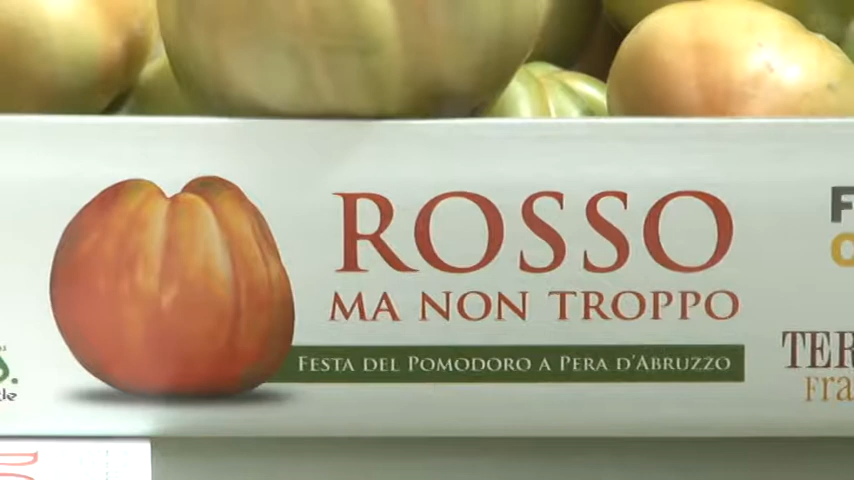 ROSSO
MA NON TROPPO
FESTA DEL POMODORO A PERA D'ABRUZZO